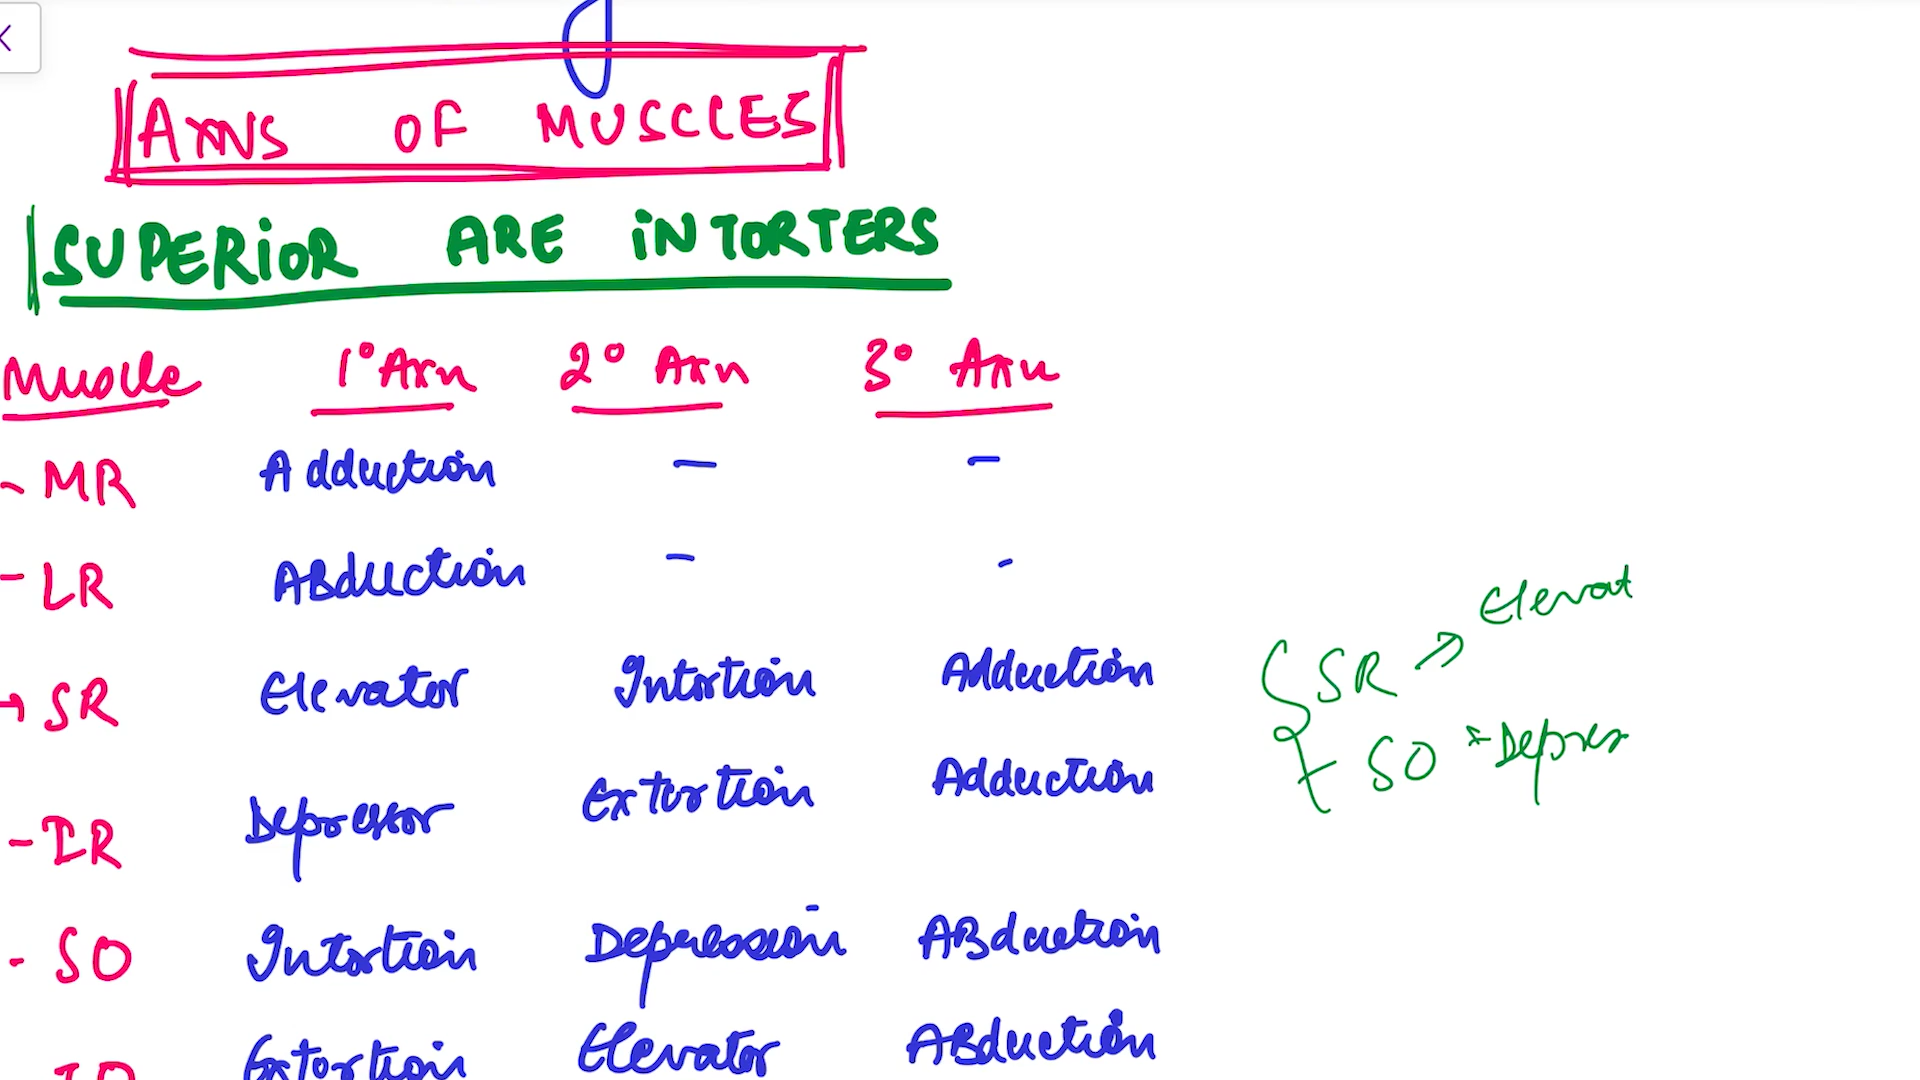 AXNS OF MUSCLES
SUPERIOR ARE INTORTERS
Muscle 1° Axn 2° Axn 3° Axn
- MR Adduction - -
- LR ABduction - -
→ SR Elevator Intortion Adduction
- IR Depressor Extortion Adduction
- SO Intortion Depression ABduction
IO Extortion Elevator ABduction
SR → Elevat
SO Depres